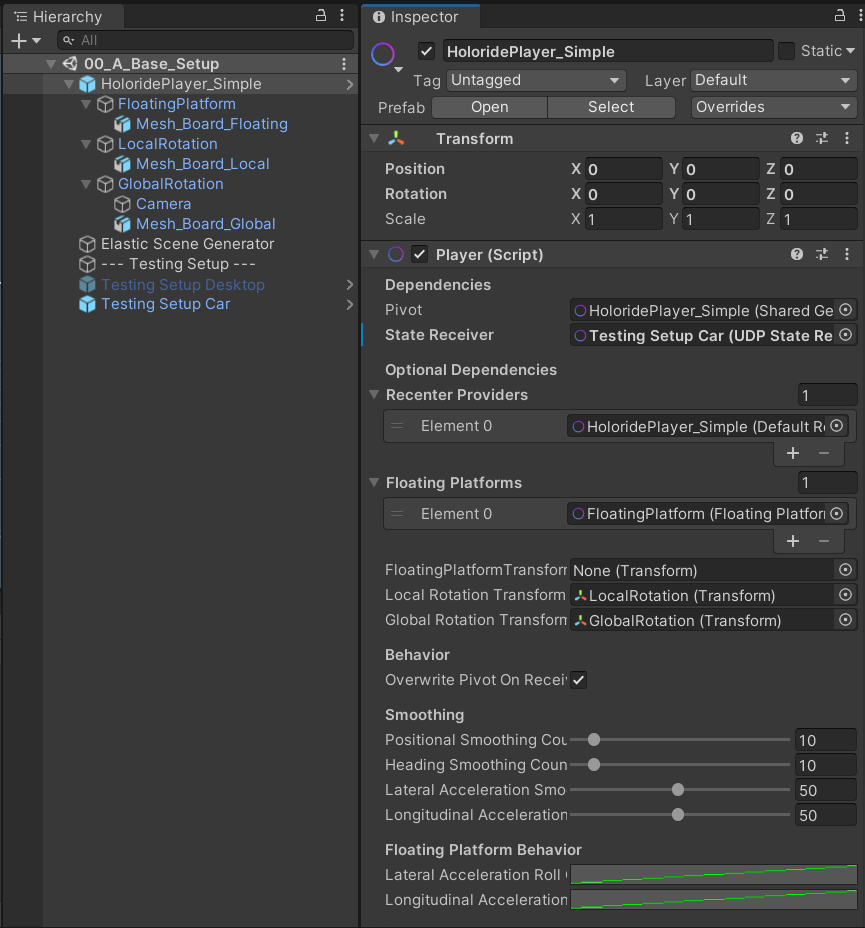 Hierarchy
All
00_A_Base_Setup
HoloridePlayer_Simple
FloatingPlatform
Mesh_Board_Floating
LocalRotation
Mesh_Board_Local
GlobalRotation
Camera
Mesh_Board_Global
Elastic Scene Generator
--- Testing Setup ---
Testing Setup Desktop
Testing Setup Car
Inspector
HoloridePlayer_Simple Static
Tag Untagged Layer Default
Prefab Open Select Overrides
Transform
Position X 0 Y 0 Z 0
Rotation X 0 Y 0 Z 0
Scale X 1 Y 1 Z 1
Player (Script)
Dependencies
Pivot HoloridePlayer_Simple (Shared Ge
State Receiver Testing Setup Car (UDP State Re
Optional Dependencies
Recenter Providers 1
Element 0 HoloridePlayer_Simple (Default Re
Floating Platforms 1
Element 0 FloatingPlatform (Floating Platform
FloatingPlatformTransform None (Transform)
Local Rotation Transform LocalRotation (Transform)
Global Rotation Transform GlobalRotation (Transform)
Behavior
Overwrite Pivot On Recei
Smoothing
Positional Smoothing Cou 10
Heading Smoothing Coun 10
Lateral Acceleration Smo 50
Longitudinal Acceleration 50
Floating Platform Behavior
Lateral Acceleration Roll
Longitudinal Acceleration